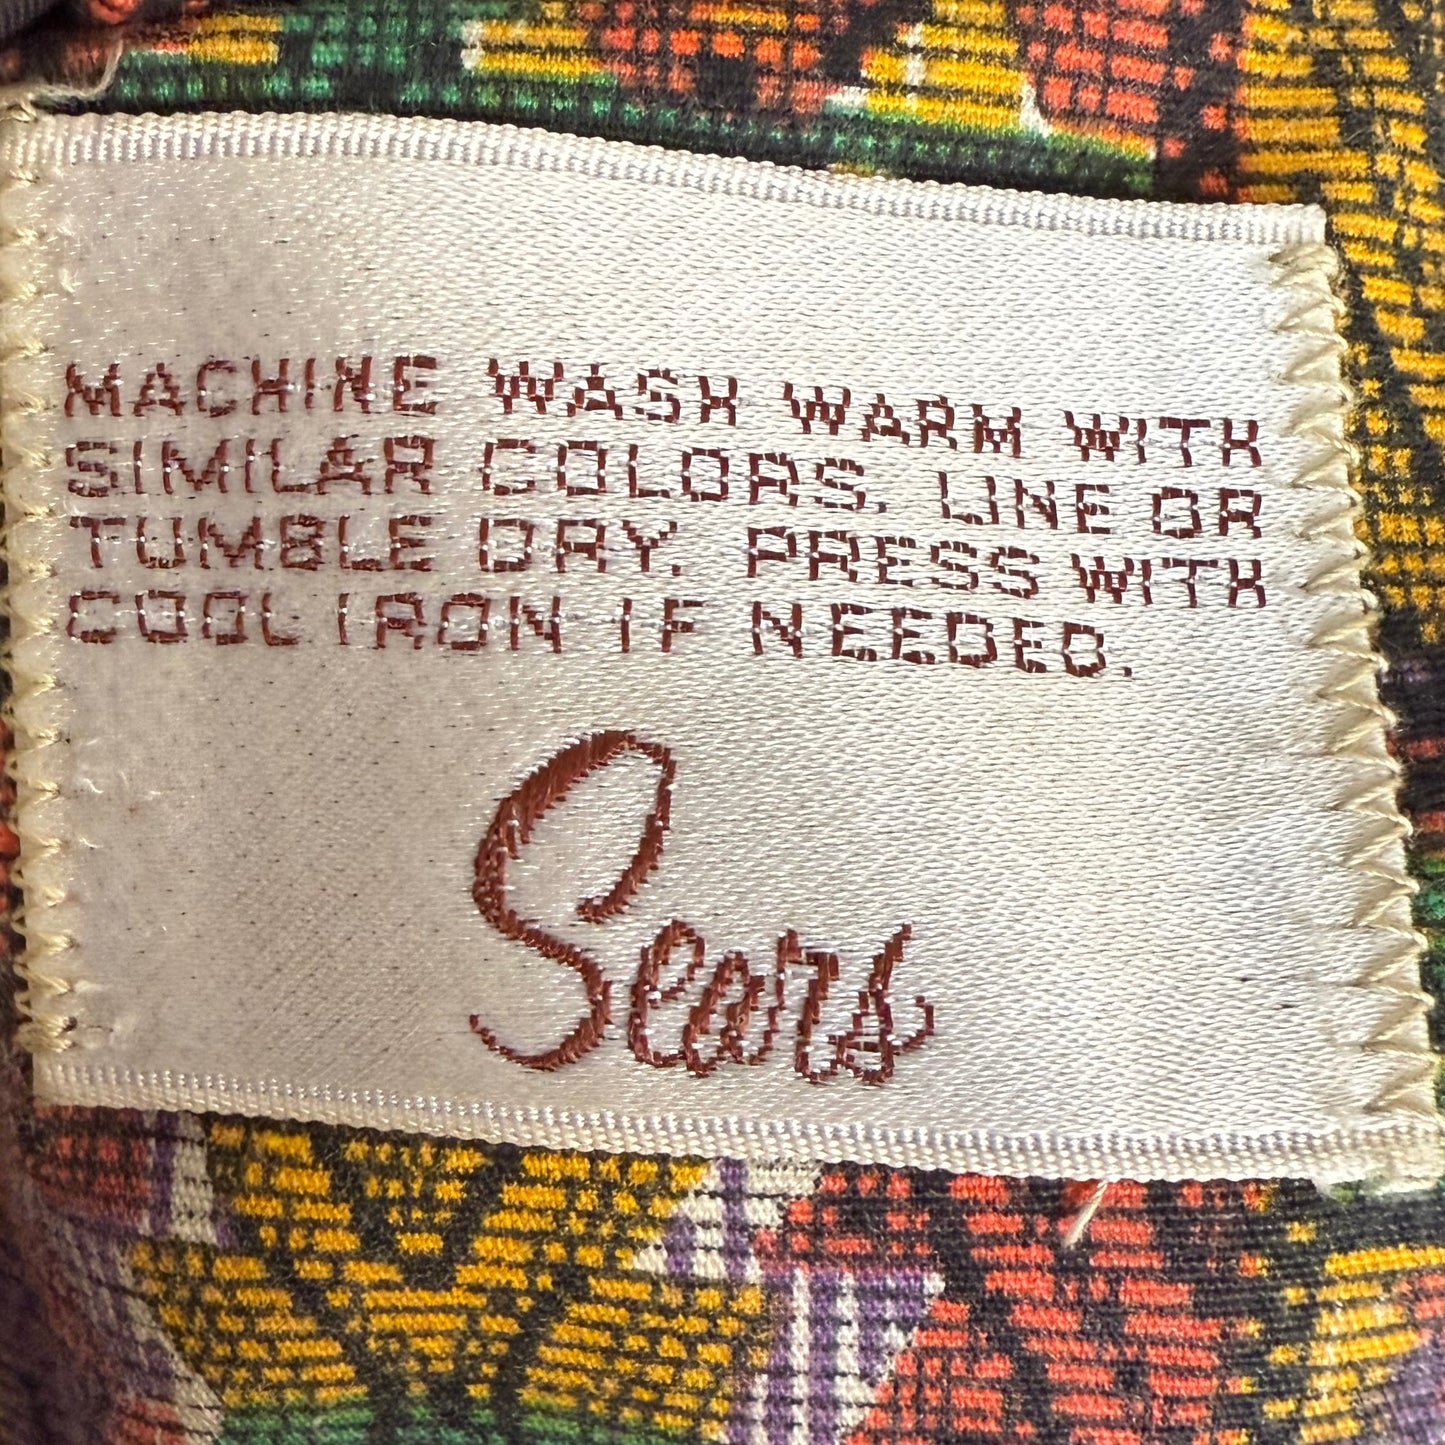 MACHINE WASH WARM WITH
SIMILAR COLORS. LINE OR
TUMBLE DRY. PRESS WITH
COOL IRON IF NEEDED.
Sears